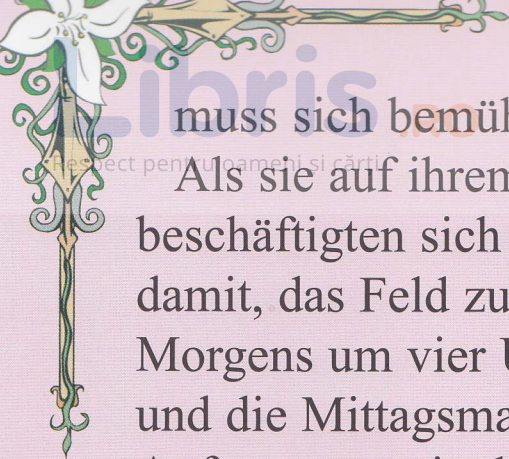 Libris.ro
Respect pentru oameni și cărți
muss sich bemüh
Als sie auf ihrem
beschäftigten sich
damit, das Feld zu
Morgens um vier U
und die Mittagsma